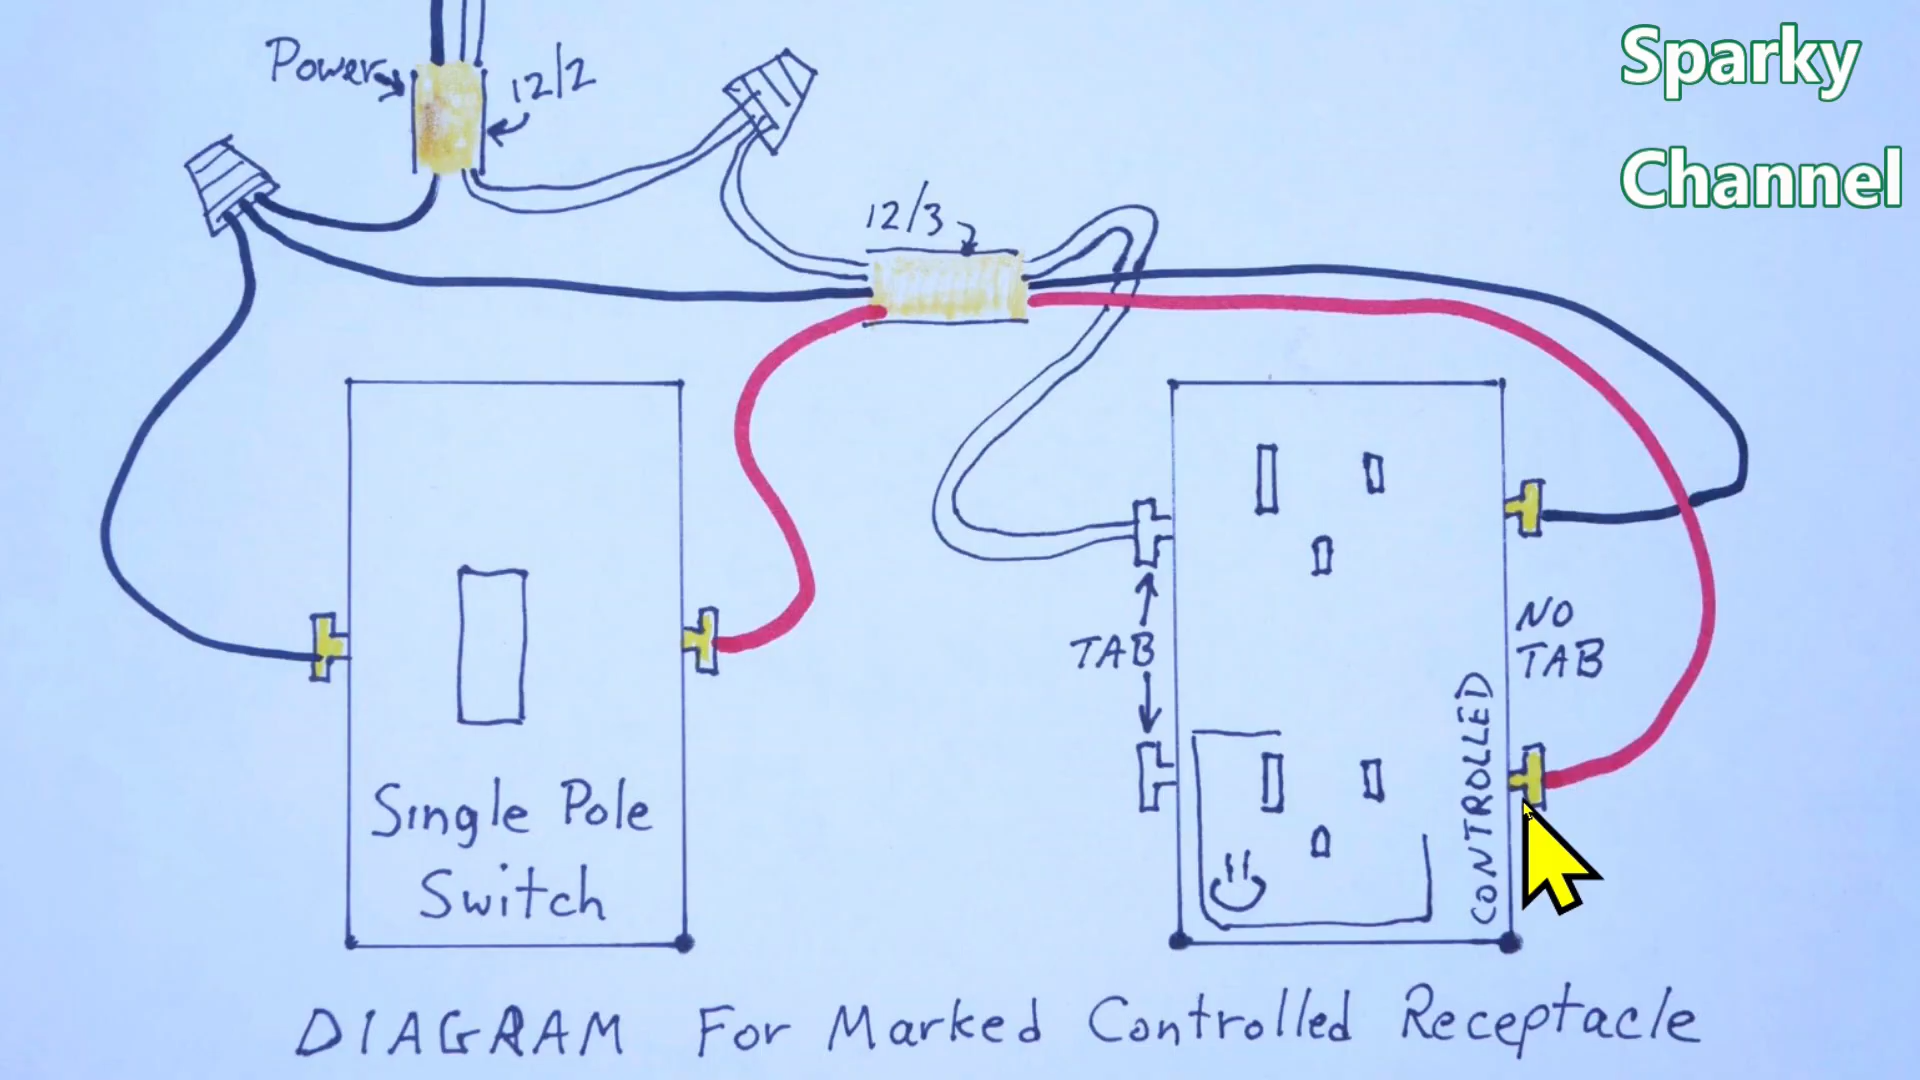 Sparky
Channel
Power
12/2
12/3
TAB
NO
TAB
CONTROLLED
Single Pole
Switch
DIAGRAM For Marked Controlled Receptacle